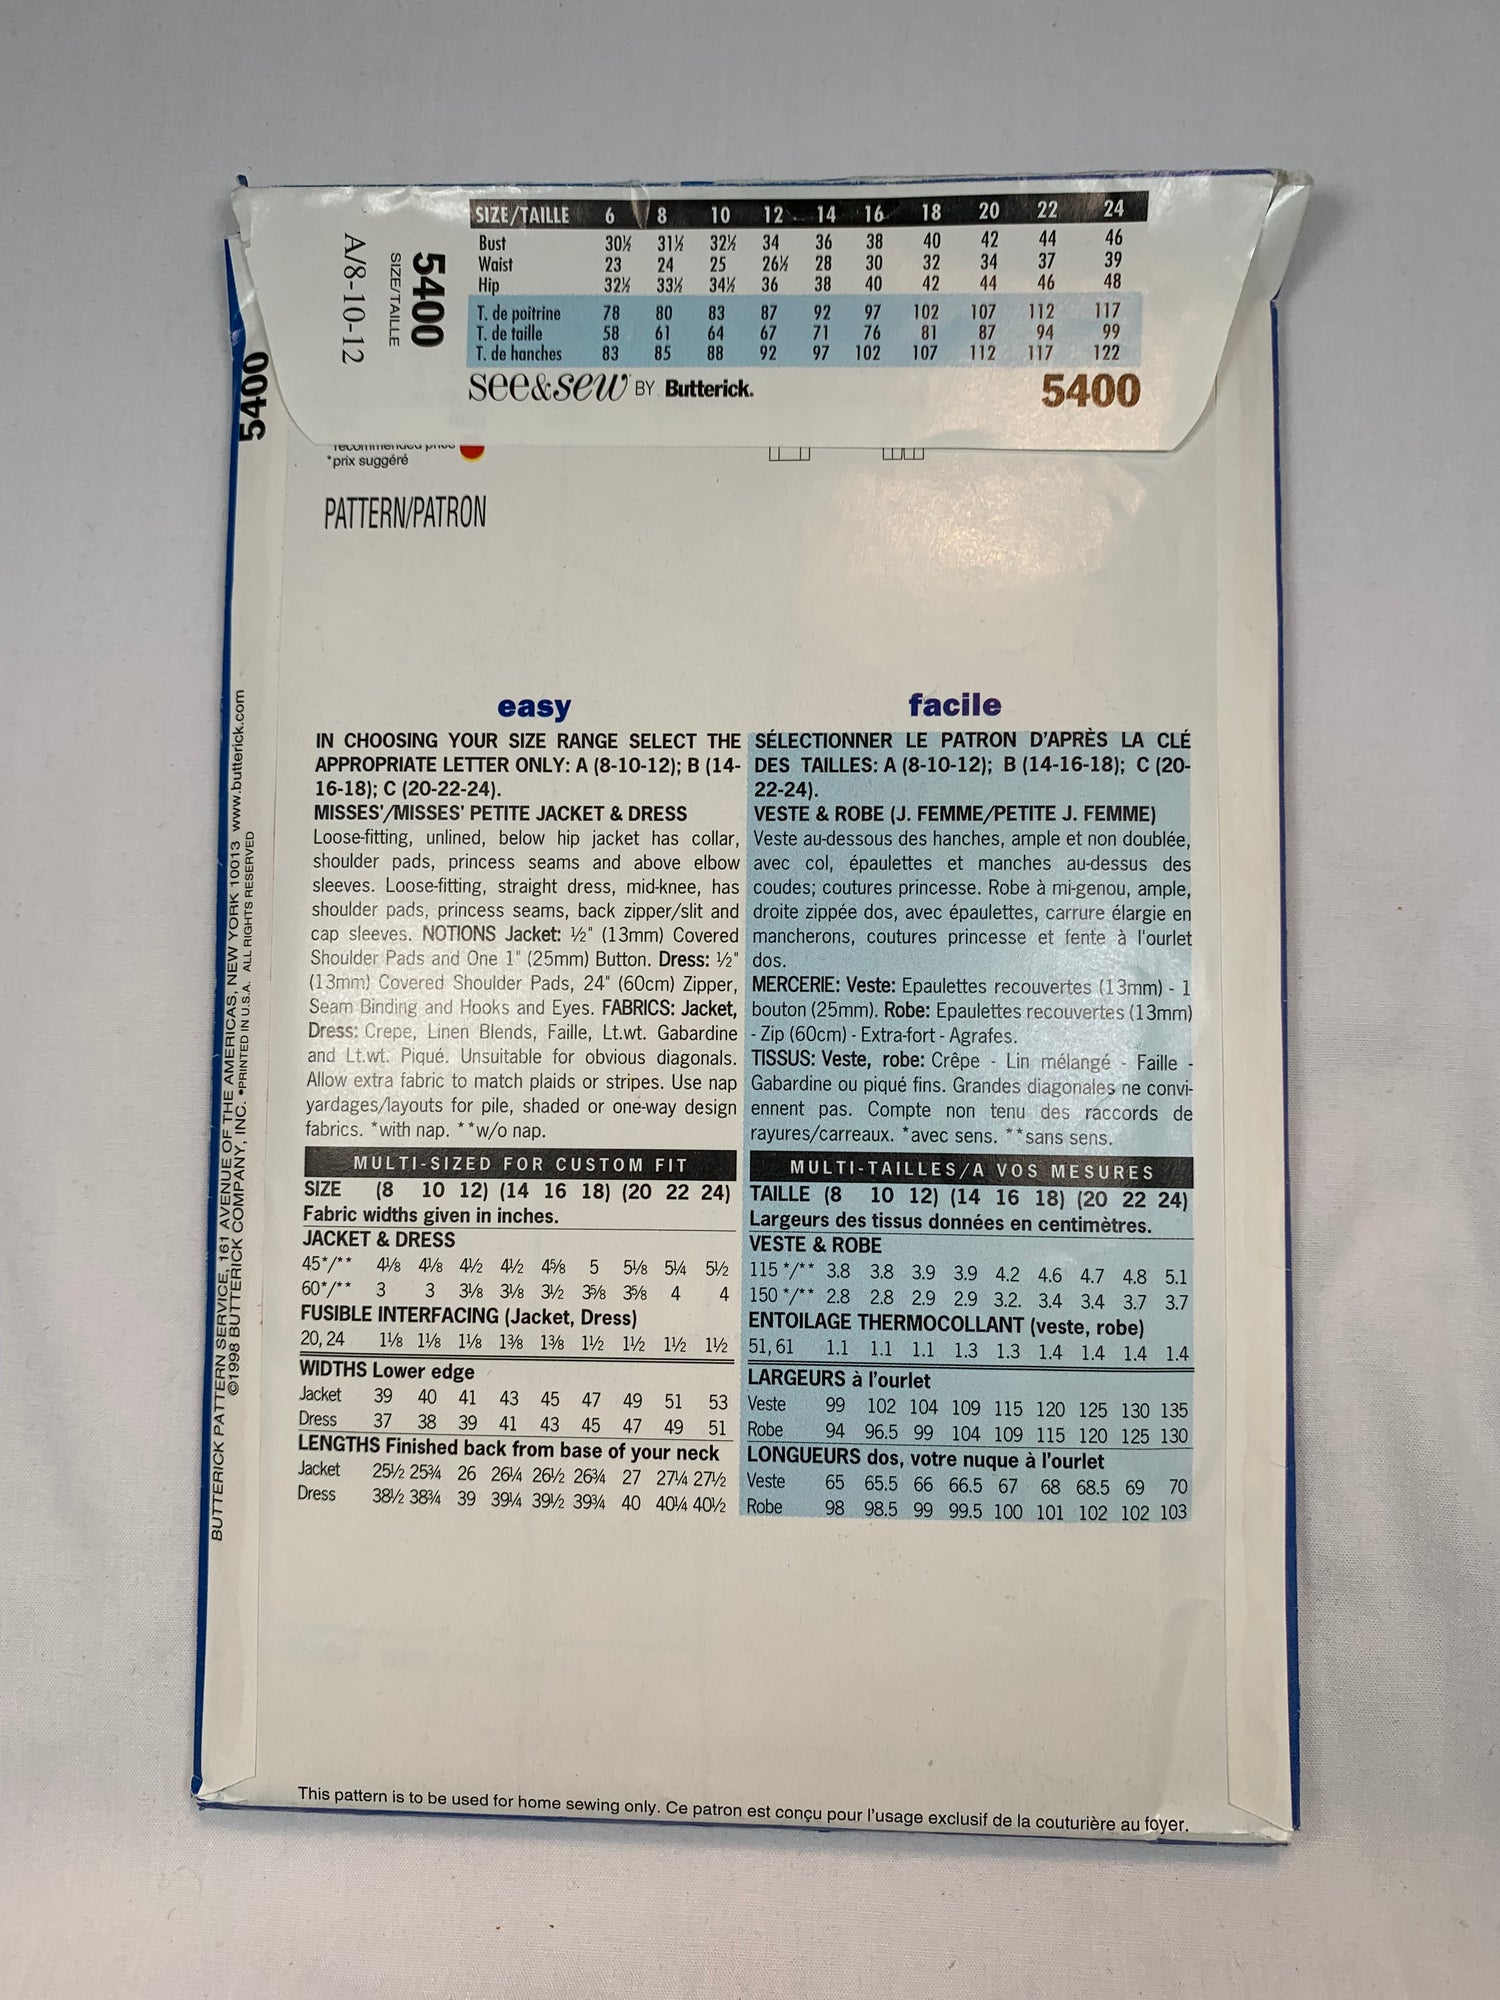 SIZE/TAILLE 6 8 10 12 14 16 18 20 22 24
Bust 30½ 31½ 32½ 34 36 38 40 42 44 46
Waist 23 24 25 26½ 28 30 32 34 37 39
Hip 32½ 33½ 34½ 36 38 40 42 44 46 48
T. de poitrine 78 80 83 87 92 97 102 107 112 117
T. de taille 58 61 64 67 71 76 81 87 94 99
T. de hanches 83 85 88 92 97 102 107 112 117 122
see&sew BY Butterick. 5400
5400
SIZE/TAILLE
A/8-10-12
5400
recommended price
*prix suggéré
PATTERN/PATRON
easy
IN CHOOSING YOUR SIZE RANGE SELECT THE
APPROPRIATE LETTER ONLY: A (8-10-12); B (14-
16-18); C (20-22-24).
MISSES'/MISSES' PETITE JACKET & DRESS
Loose-fitting, unlined, below hip jacket has collar,
shoulder pads, princess seams and above elbow
sleeves. Loose-fitting, straight dress, mid-knee, has
shoulder pads, princess seams, back zipper/slit and
cap sleeves. NOTIONS Jacket: ½" (13mm) Covered
Shoulder Pads and One 1" (25mm) Button. Dress: ½"
(13mm) Covered Shoulder Pads, 24" (60cm) Zipper,
Seam Binding and Hooks and Eyes. FABRICS: Jacket,
Dress: Crepe, Linen Blends, Faille, Lt.wt. Gabardine
and Lt.wt. Piqué. Unsuitable for obvious diagonals.
Allow extra fabric to match plaids or stripes. Use nap
yardages/layouts for pile, shaded or one-way design
fabrics. *with nap. **w/o nap.
MULTI-SIZED FOR CUSTOM FIT
SIZE (8 10 12) (14 16 18) (20 22 24)
Fabric widths given in inches.
JACKET & DRESS
45*/** 4⅛ 4⅛ 4½ 4½ 4⅝ 5 5⅛ 5¼ 5½
60*/** 3 3 3⅛ 3⅛ 3½ 3⅝ 3⅝ 4 4
FUSIBLE INTERFACING (Jacket, Dress)
20, 24 1⅛ 1⅛ 1⅛ 1⅜ 1⅜ 1½ 1½ 1½ 1½
WIDTHS Lower edge
Jacket 39 40 41 43 45 47 49 51 53
Dress 37 38 39 41 43 45 47 49 51
LENGTHS Finished back from base of your neck
Jacket 25½ 25¾ 26 26¼ 26½ 26¾ 27 27¼ 27½
Dress 38½ 38¾ 39 39¼ 39½ 39¾ 40 40¼ 40½
facile
SÉLECTIONNER LE PATRON D'APRÈS LA CLÉ
DES TAILLES: A (8-10-12); B (14-16-18); C (20-
22-24).
VESTE & ROBE (J. FEMME/PETITE J. FEMME)
Veste au-dessous des hanches, ample et non doublée,
avec col, épaulettes et manches au-dessus des
coudes; coutures princesse. Robe à mi-genou, ample,
droite zippée dos, avec épaulettes, carrure élargie en
mancherons, coutures princesse et fente à l'ourlet
dos.
MERCERIE: Veste: Epaulettes recouvertes (13mm) - 1
bouton (25mm). Robe: Epaulettes recouvertes (13mm)
- Zip (60cm) - Extra-fort - Agrafes.
TISSUS: Veste, robe: Crêpe - Lin mélangé - Faille -
Gabardine ou piqué fins. Grandes diagonales ne convi-
ennent pas. Compte non tenu des raccords de
rayures/carreaux. *avec sens. **sans sens.
MULTI-TAILLES/A VOS MESURES
TAILLE (8 10 12) (14 16 18) (20 22 24)
Largeurs des tissus données en centimètres.
VESTE & ROBE
115 */** 3.8 3.8 3.9 3.9 4.2 4.6 4.7 4.8 5.1
150 */** 2.8 2.8 2.9 2.9 3.2. 3.4 3.4 3.7 3.7
ENTOILAGE THERMOCOLLANT (veste, robe)
51, 61 1.1 1.1 1.1 1.3 1.3 1.4 1.4 1.4 1.4
LARGEURS à l'ourlet
Veste 99 102 104 109 115 120 125 130 135
Robe 94 96.5 99 104 109 115 120 125 130
LONGUEURS dos, votre nuque à l'ourlet
Veste 65 65.5 66 66.5 67 68 68.5 69 70
Robe 98 98.5 99 99.5 100 101 102 102 103
BUTTERICK PATTERN SERVICE, 161 AVENUE OF THE AMERICAS, NEW YORK 10013 www.butterick.com
©1998 BUTTERICK COMPANY, INC. •PRINTED IN U.S.A. ALL RIGHTS RESERVED
This pattern is to be used for home sewing only. Ce patron est conçu pour l'usage exclusif de la couturière au foyer.